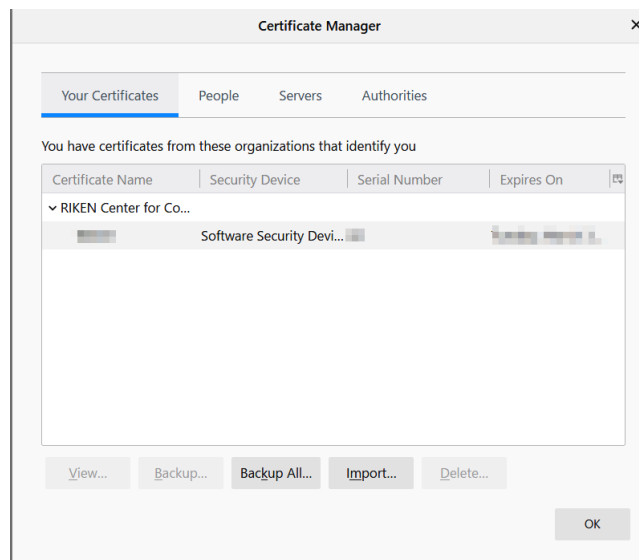 Certificate Manager
Your Certificates People Servers Authorities
You have certificates from these organizations that identify you
Certificate Name Security Device Serial Number Expires On
RIKEN Center for Co...
Software Security Devi...
View... Backup... Backup All... Import... Delete...
OK